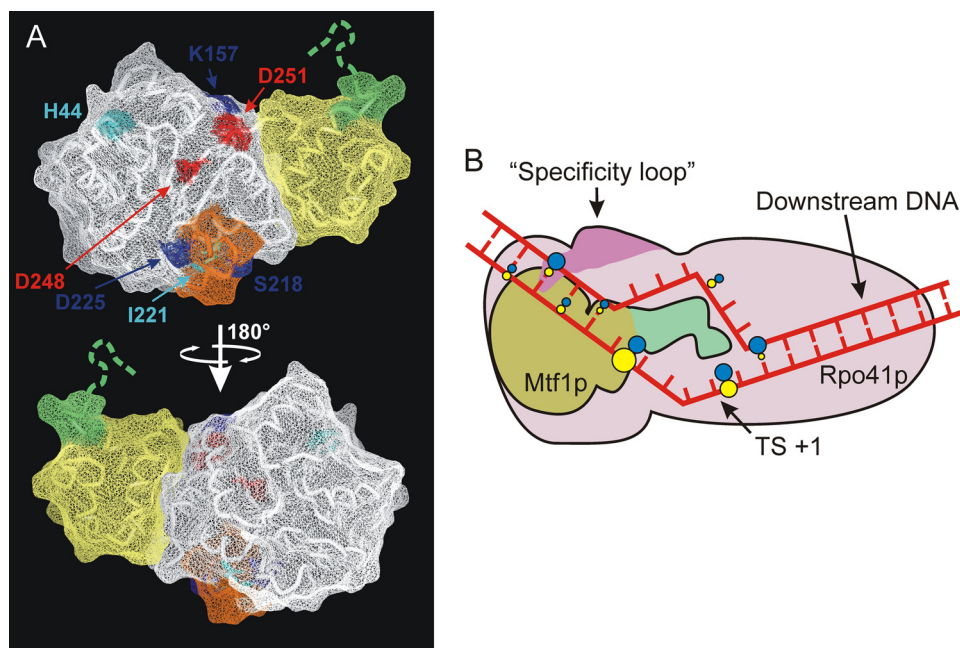 A
K157
D251
H44
D248
D225
S218
I221
180°
B
“Specificity loop”
Downstream DNA
Mtf1p
Rpo41p
TS +1